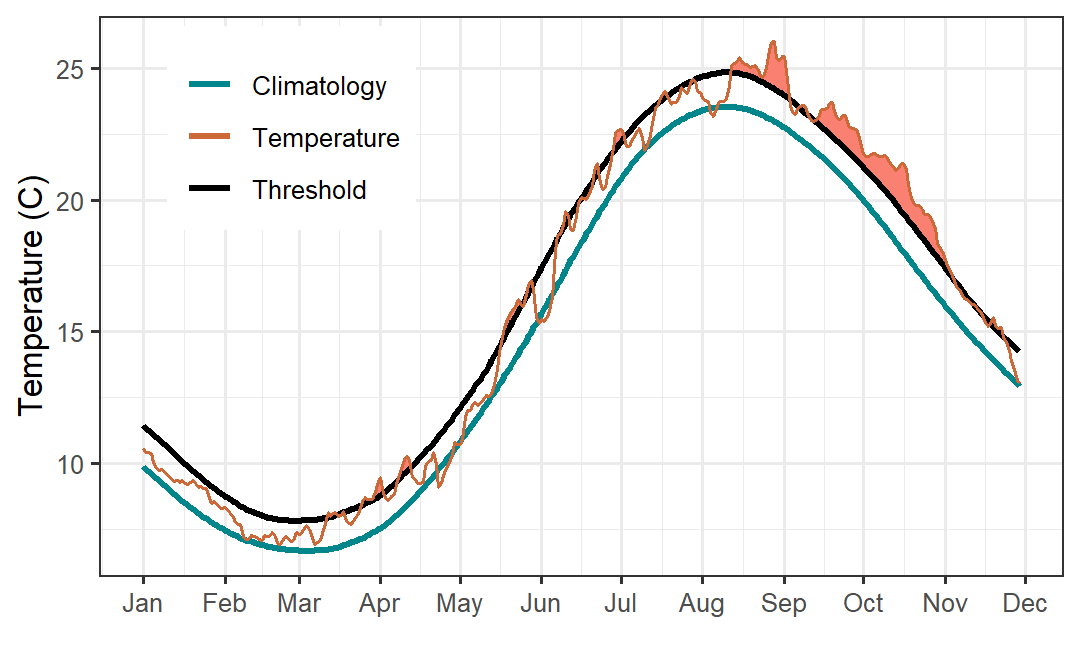 Climatology
Temperature
Threshold
Temperature (C)
25
20
15
10
Jan Feb Mar Apr May Jun Jul Aug Sep Oct Nov Dec